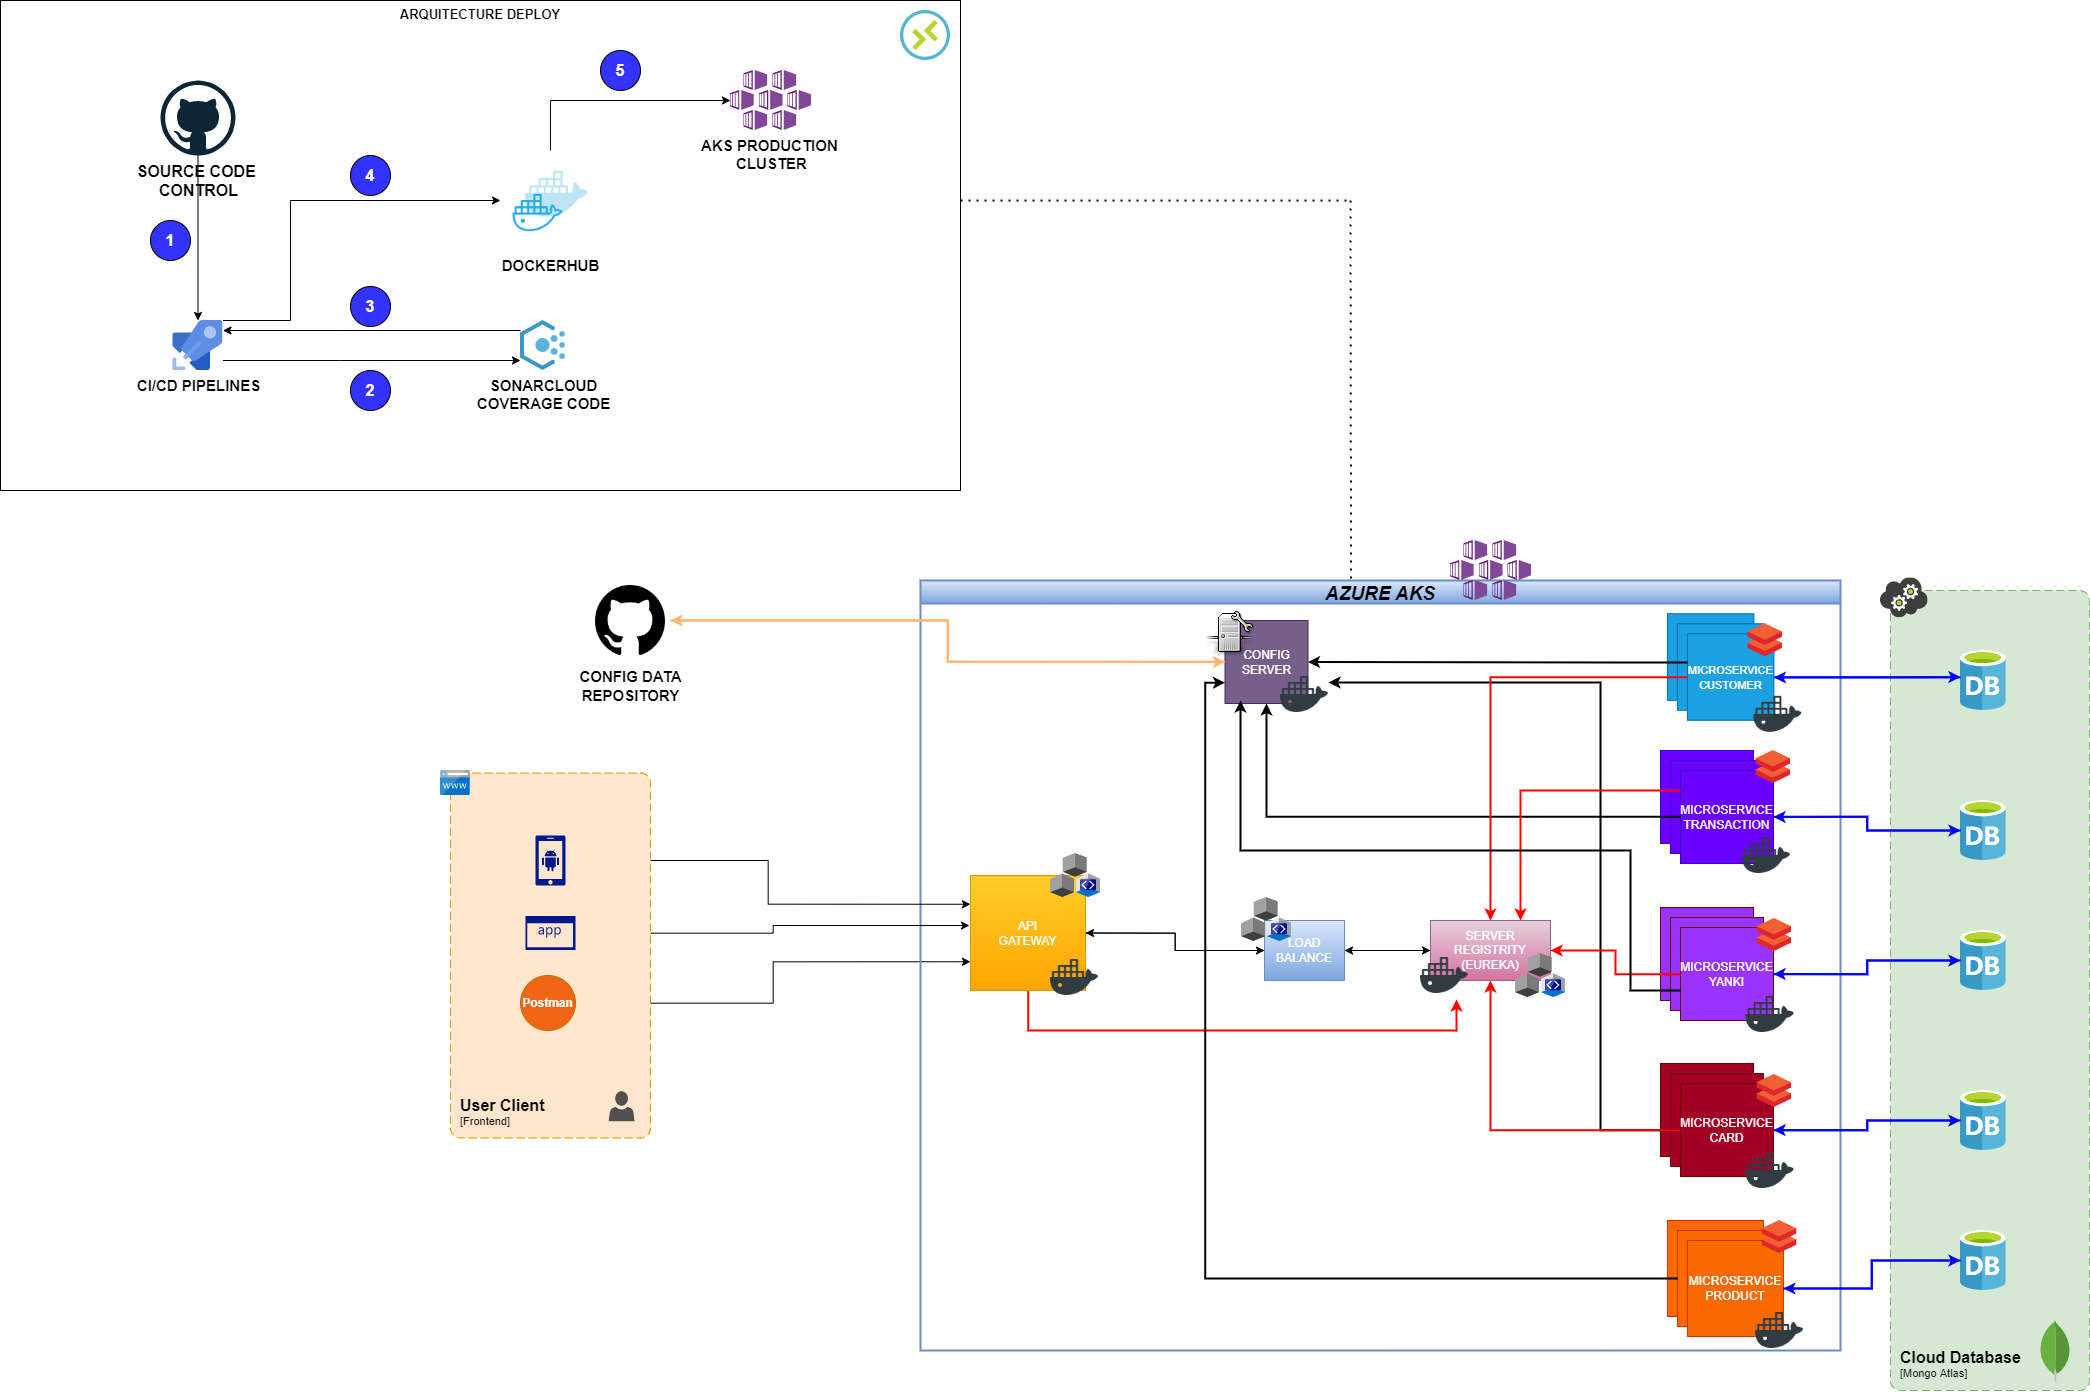 ARQUITECTURE DEPLOY
5
AKS PRODUCTION
CLUSTER
SOURCE CODE
CONTROL
4
1
DOCKERHUB
3
CI/CD PIPELINES
2
SONARCLOUD
COVERAGE CODE
AZURE AKS
CONFIG DATA
REPOSITORY
CONFIG
SERVER
MICROSERVICE
CUSTOMER
DB
www
MICROSERVICE
TRANSACTION
DB
app
API
GATEWAY
LOAD
BALANCE
SERVER
REGISTRITY
(EUREKA)
MICROSERVICE
YANKI
DB
Postman
User Client
[Frontend]
MICROSERVICE
CARD
DB
MICROSERVICE
PRODUCT
DB
Cloud Database
[Mongo Atlas]